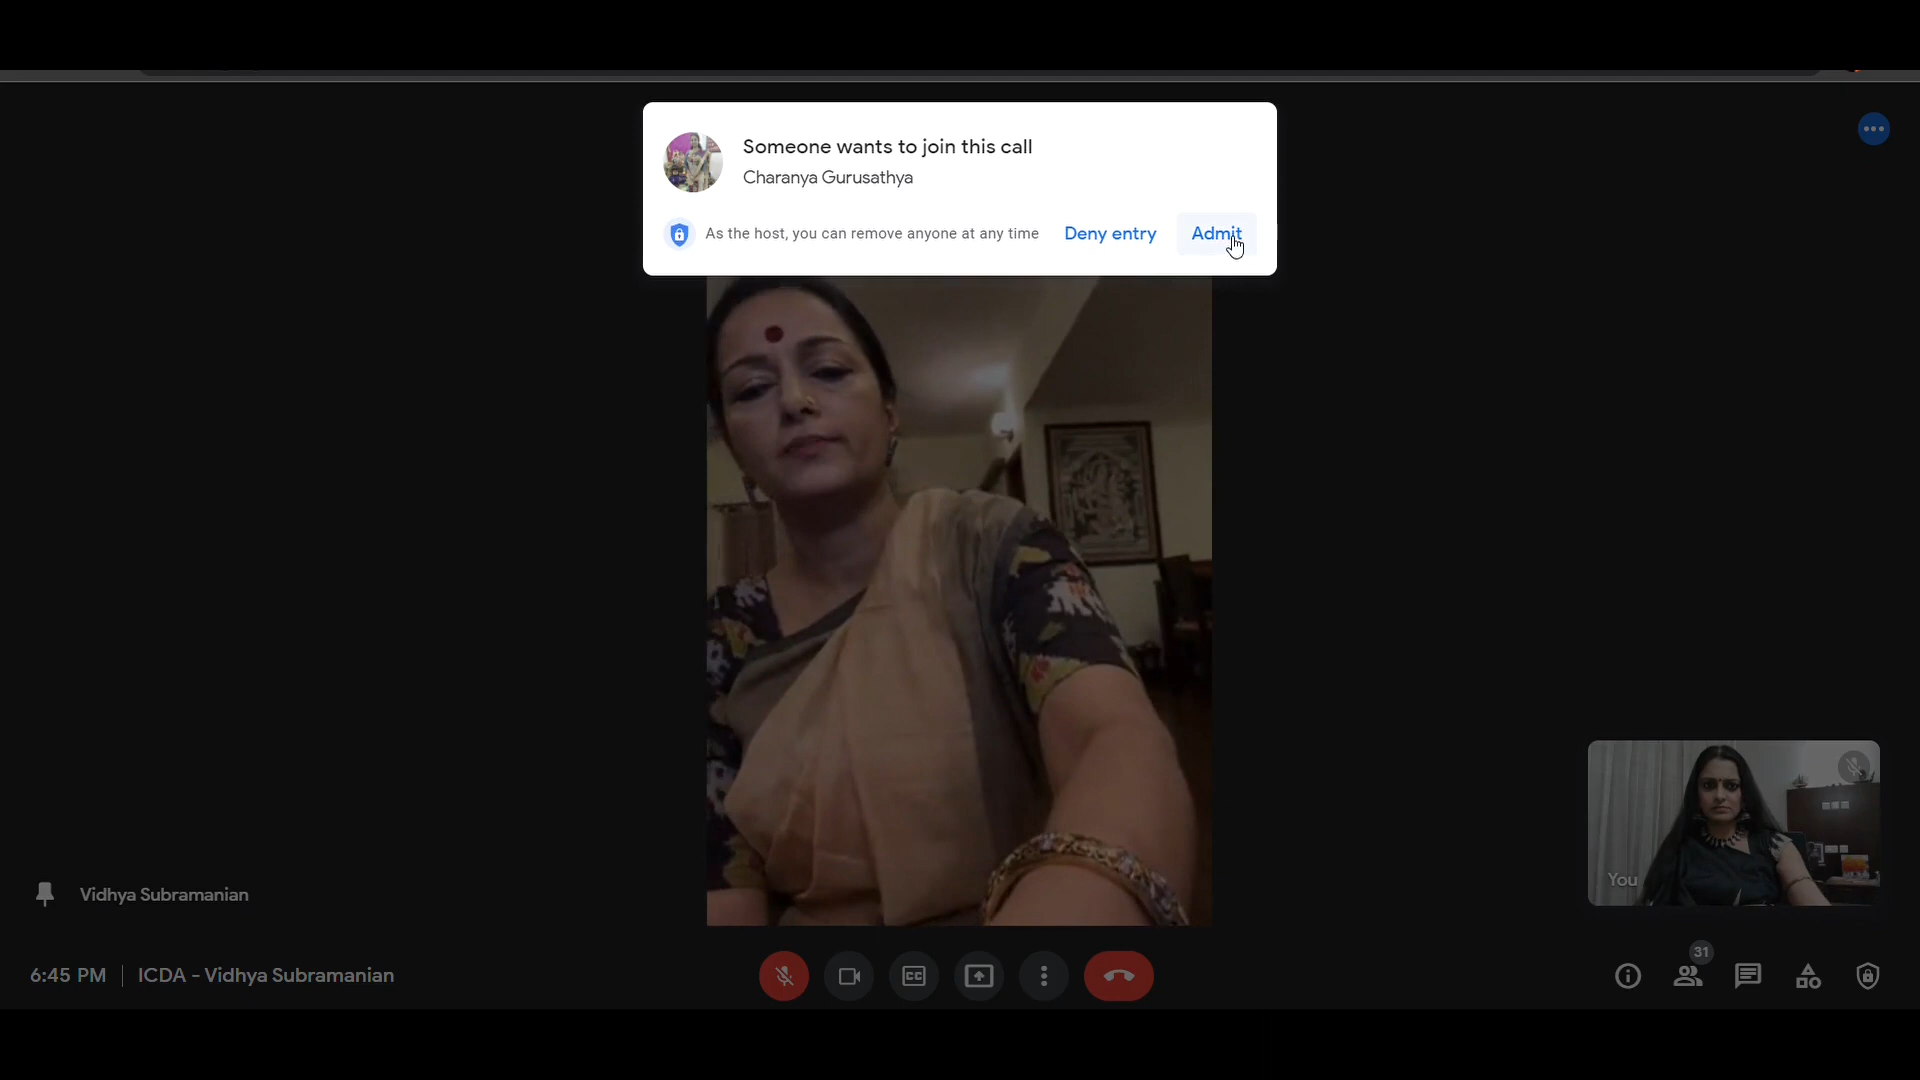 Someone wants to join this call
Charanya Gurusathya
As the host, you can remove anyone at any time
Deny entry
Admit
You
Vidhya Subramanian
6:45 PM
ICDA - Vidhya Subramanian
CC
31